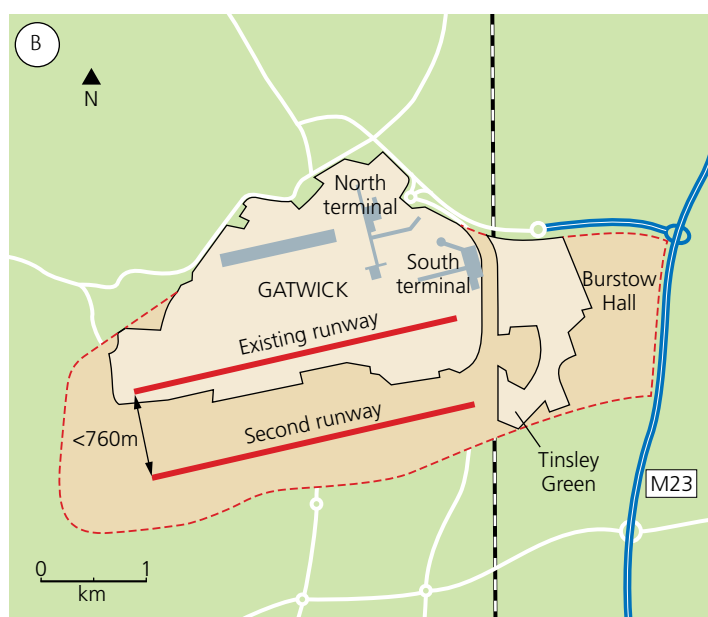 B
N
North
terminal
South
terminal
GATWICK
Burstow
Hall
Existing runway
Second runway
<760m
Tinsley
Green
M23
0 1
km